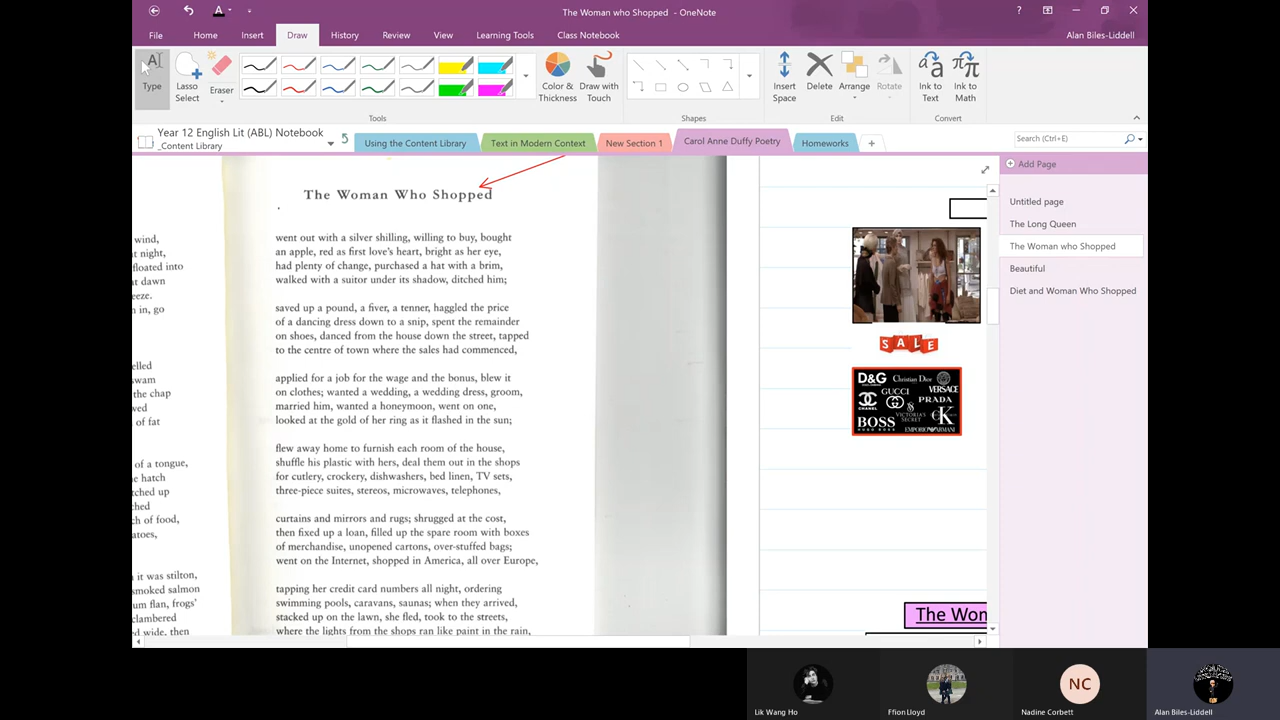 The Woman who Shopped - OneNote
?
A
File Home Insert Draw History Review View Learning Tools Class Notebook
Alan Biles-Liddell
Type
Lasso Select
Eraser
Color & Thickness
Draw with Touch
Insert Space
Delete
Arrange
Rotate
Ink to Text
Ink to Math
Tools
Shapes
Edit
Convert
Year 12 English Lit (ABL) Notebook
_Content Library
Using the Content Library
Text in Modern Context
New Section 1
Carol Anne Duffy Poetry
Homeworks
Search (Ctrl+E)
Add Page
Untitled page
The Long Queen
The Woman who Shopped
Beautiful
Diet and Woman Who Shopped
wind,
t night,
floated into
at dawn
eeze.
n in, go
elled
swam
the chap
wed
of fat
of a tongue,
e hatch
tched up
ched
ch of food,
atoes,
n it was stilton,
smoked salmon
um flan, frogs'
clambered
ed wide, then
The Woman Who Shopped
went out with a silver shilling, willing to buy, bought
an apple, red as first love's heart, bright as her eye,
had plenty of change, purchased a hat with a brim,
walked with a suitor under its shadow, ditched him;
saved up a pound, a fiver, a tenner, haggled the price
of a dancing dress down to a snip, spent the remainder
on shoes, danced from the house down the street, tapped
to the centre of town where the sales had commenced,
applied for a job for the wage and the bonus, blew it
on clothes; wanted a wedding, a wedding dress, groom,
married him, wanted a honeymoon, went on one,
looked at the gold of her ring as it flashed in the sun;
flew away home to furnish each room of the house,
shuffle his plastic with hers, deal them out in the shops
for cutlery, crockery, dishwashers, bed linen, TV sets,
three-piece suites, stereos, microwaves, telephones,
curtains and mirrors and rugs; shrugged at the cost,
then fixed up a loan, filled up the spare room with boxes
of merchandise, unopened cartons, over-stuffed bags;
went on the Internet, shopped in America, all over Europe,
tapping her credit card numbers all night, ordering
swimming pools, caravans, saunas; when they arrived,
stacked up on the lawn, she fled, took to the streets,
where the lights from the shops ran like paint in the rain,
SALE
D&G
Christian Dior
VERSACE
GUCCI
CHANEL
PRADA
VICTORIA'S SECRET
CK
BOSS
HUGO BOSS
EMPORIO ARMANI
The Wom
Lik Wang Ho
Ffion Lloyd
NC
Nadine Corbett
Alan Biles-Liddell